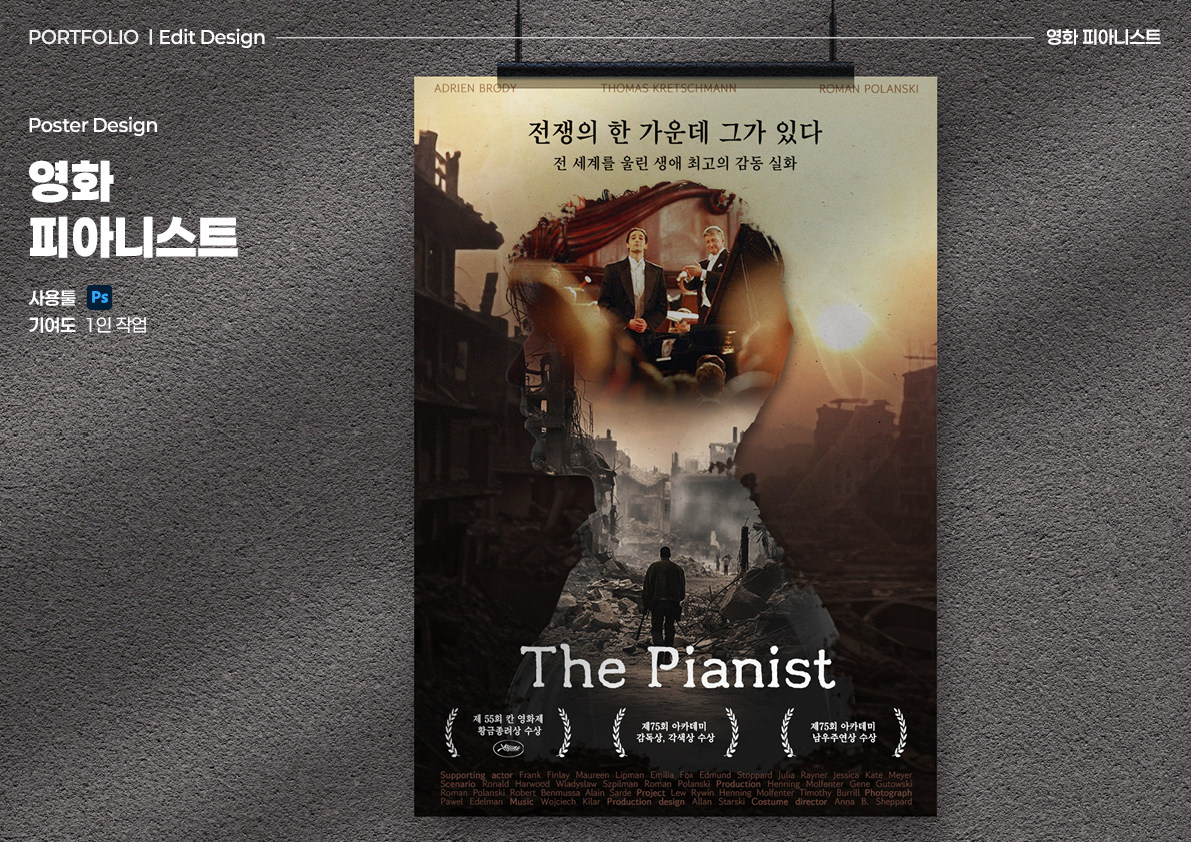 PORTFOLIO | Edit Design
영화 피아니스트
Poster Design
영화
피아니스트
사용툴 Ps
기여도 1인 작업
ADRIEN BRODY THOMAS KRETSCHMANN ROMAN POLANSKI
전쟁의 한 가운데 그가 있다
전 세계를 울린 생애 최고의 감동 실화
The Pianist
제 55회 칸 영화제
황금종려상 수상
제75회 아카데미
감독상, 각색상 수상
제75회 아카데미
남우주연상 수상
Supporting actor Frank Finlay Maureen Lipman Emilia Fox Edmund Stoppard Julia Rayner Jessica Kate Meyer
Scenario Ronald Harwood Wladyslaw Szpilman Roman Polanski Production Henning Molfenter Gene Gutowski
Roman Polanski Robert Benmussa Alain Sarde Project Lew Rywin Henning Molfenter Timothy Burrill Photograph
Pawel Edelman Music Wojciech Kilar Production design Allan Starski Costume director Anna B. Sheppard